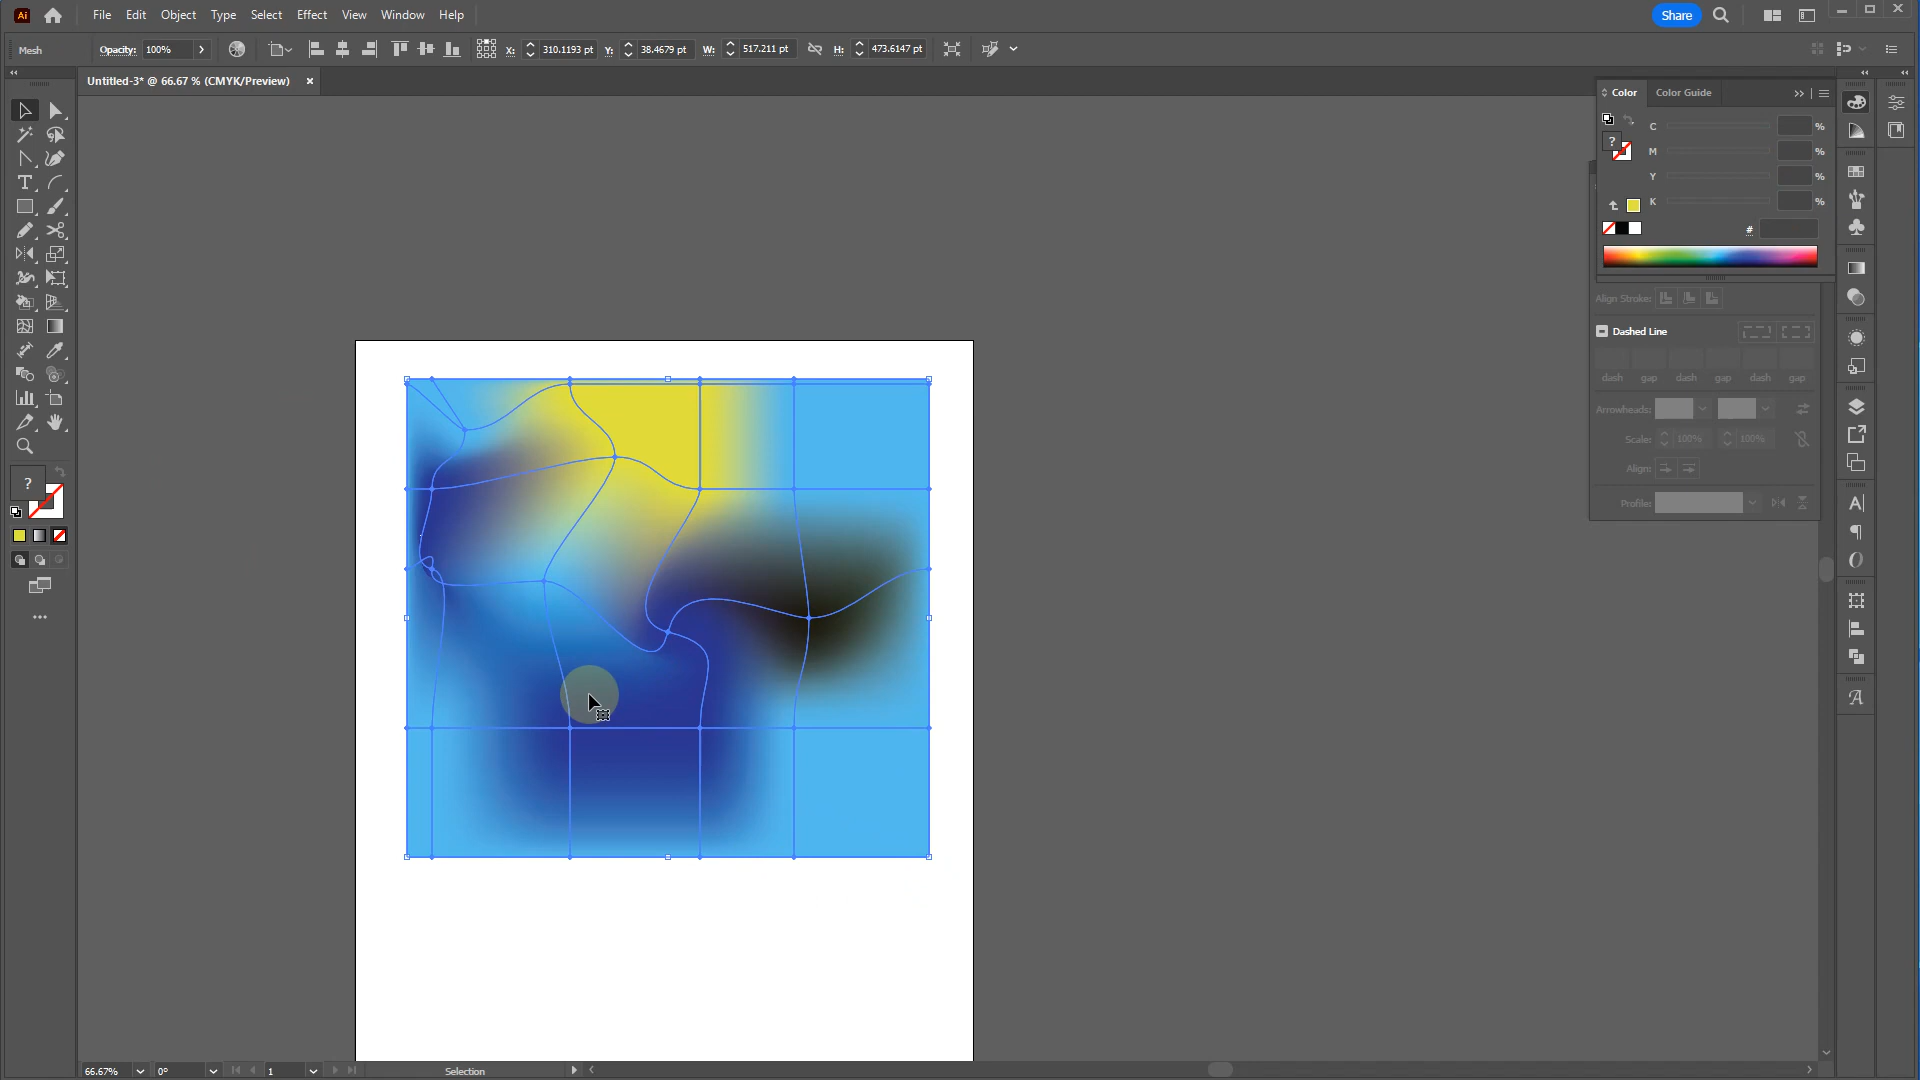 Ai File Edit Object Type Select Effect View Window Help Share
Mesh Opacity: 100% X: 310.1193 pt Y: 38.4679 pt W: 517.211 pt H: 473.6147 pt
Untitled-3* @ 66.67 % (CMYK/Preview)
Color Color Guide
C %
M %
Y %
K %
#
?
Align Stroke:
Dashed Line
dash gap dash gap dash gap
Arrowheads:
Scale: 100% 100%
Align:
Profile:
?
66.67% 0° 1 Selection